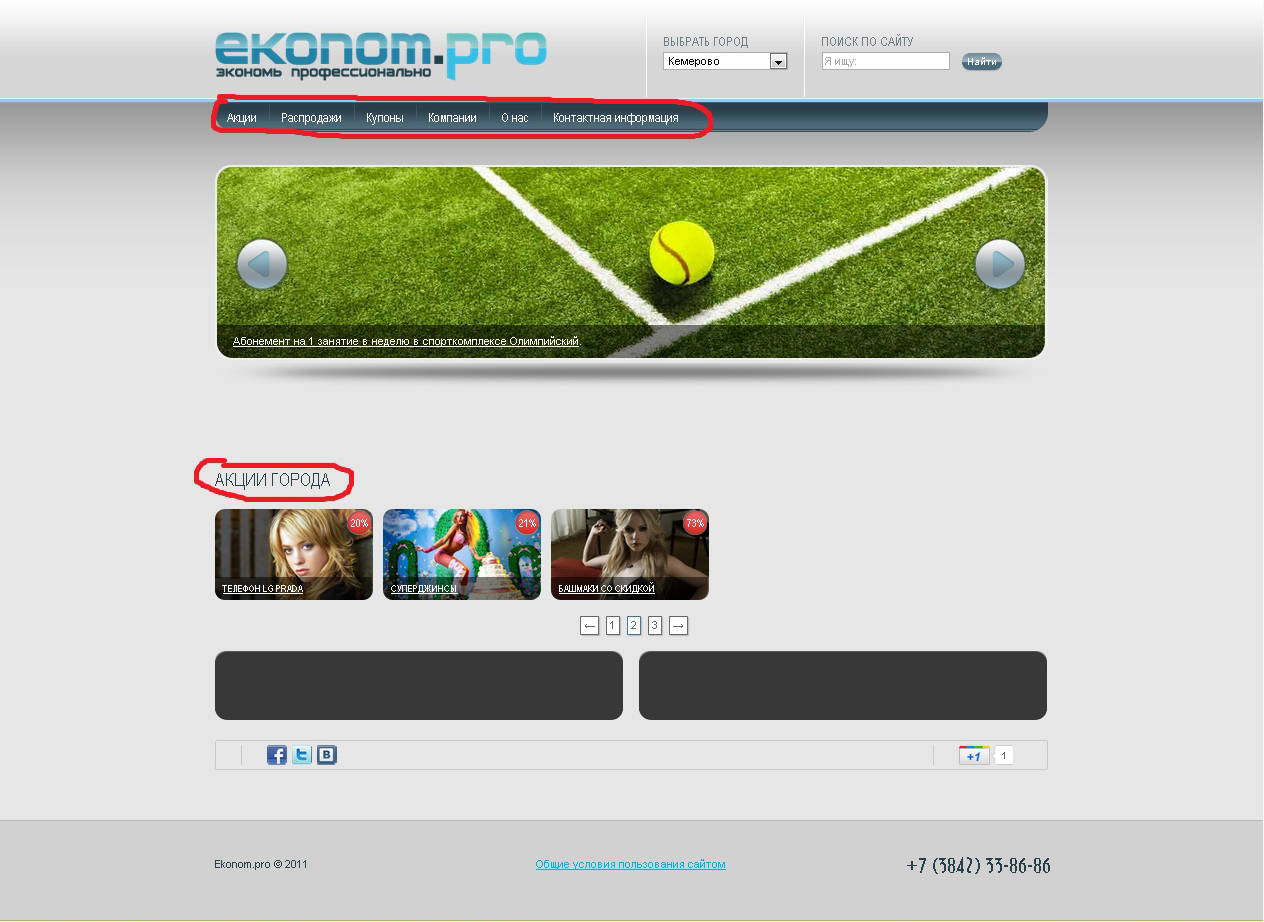 економ.pro
экономь профессионально
ВЫБРАТЬ ГОРОД
Кемерово
ПОИСК ПО САЙТУ
Я ищу:
Найти
Акции Распродажи Купоны Компании О нас Контактная информация
Абонемент на 1 занятие в неделю в спорткомплексе Олимпийский.
АКЦИИ ГОРОДА
20%
21%
73%
ТЕЛЕФОН LG PRADA
СУПЕРДЖИНСЫ
БАШМАКИ СО СКИДКОЙ
← 1 2 3 →
f t B
+1 1
Ekonom.pro © 2011
Общие условия пользования сайтом
+7 (3842) 33-86-86